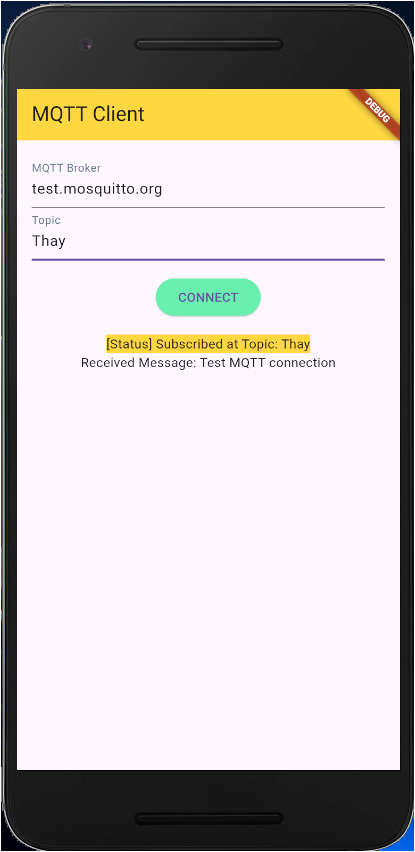 MQTT Client
DEBUG
MQTT Broker
test.mosquitto.org
Topic
Thay
CONNECT
[Status] Subscribed at Topic: Thay
Received Message: Test MQTT connection